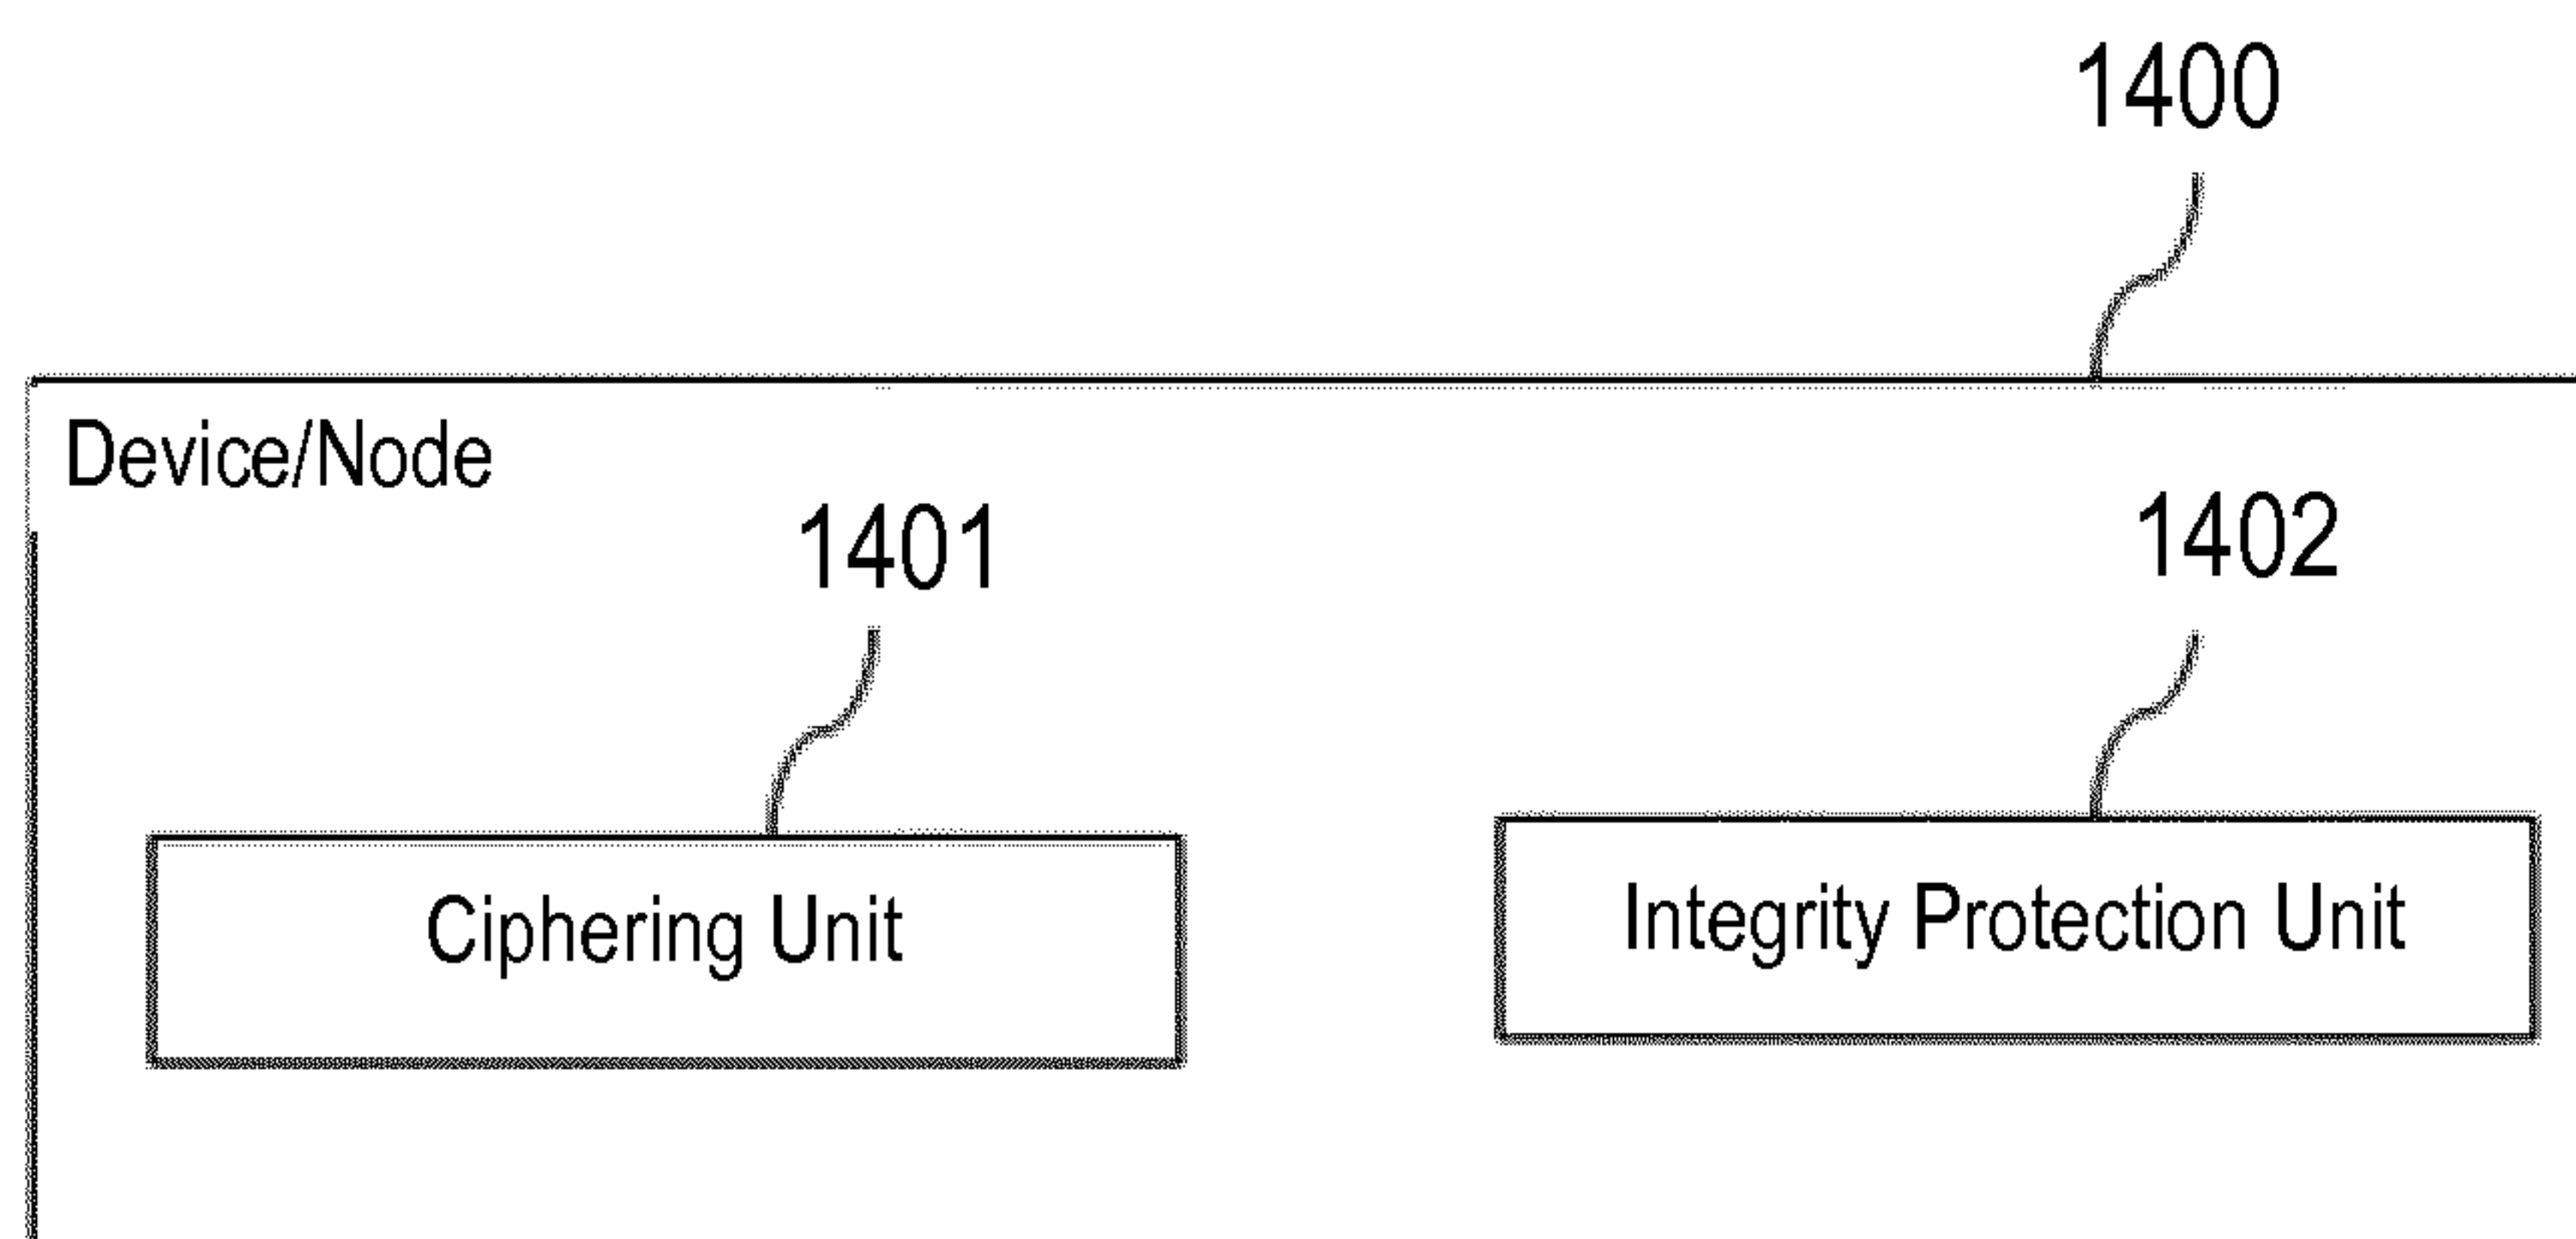 1400
Device/Node
1401
1402
Ciphering Unit
Integrity Protection Unit